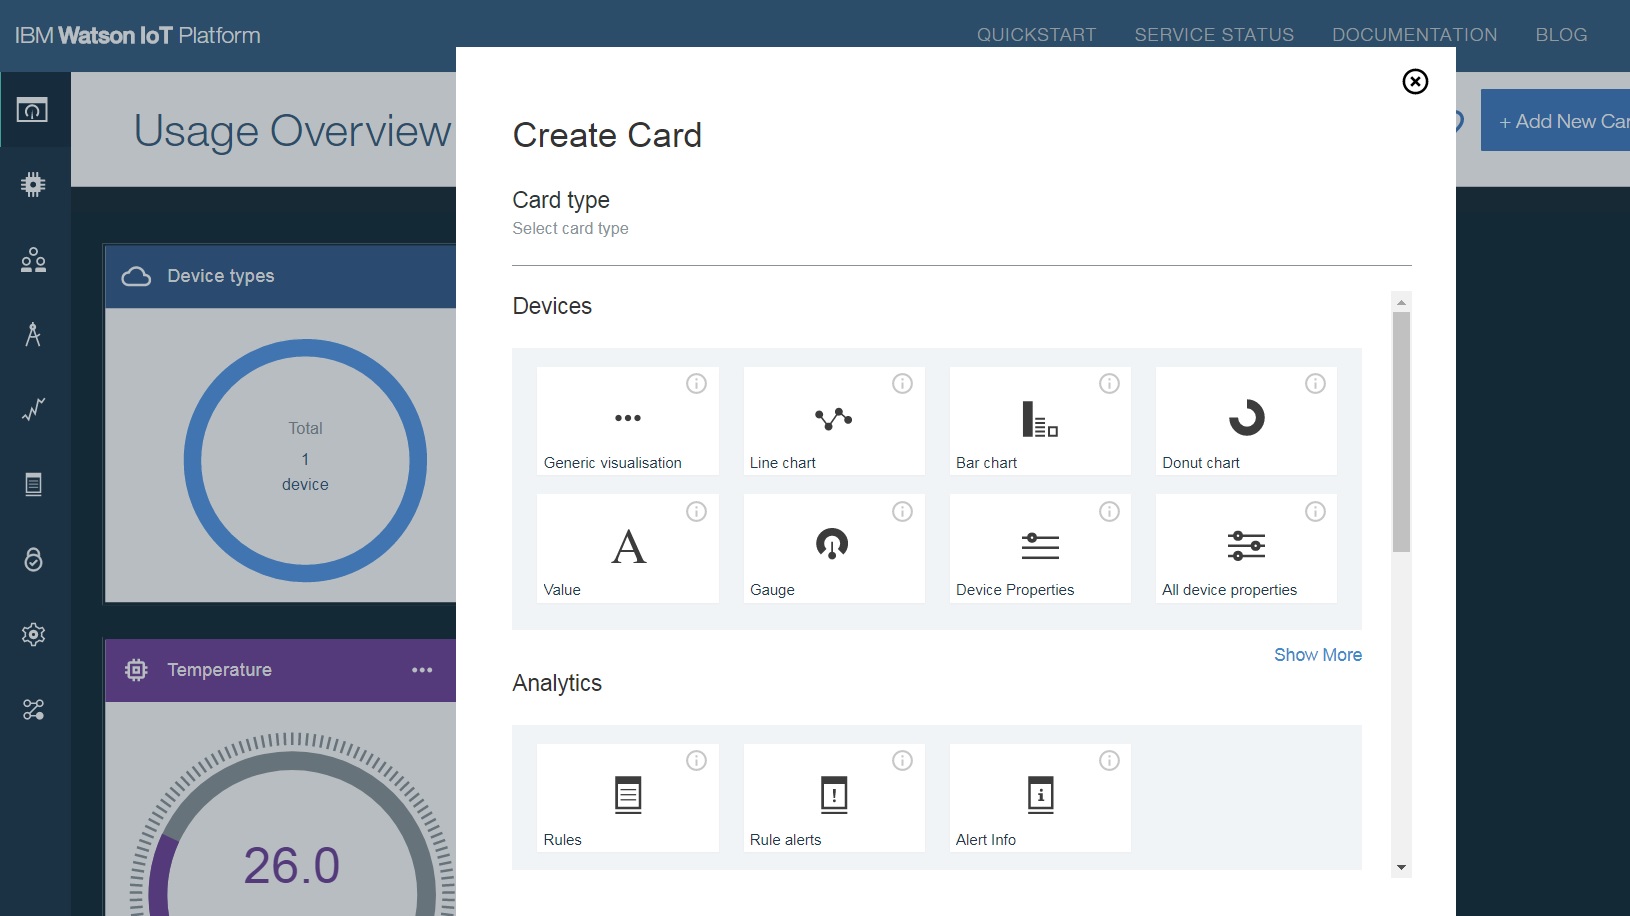 IBM Watson IoT Platform
QUICKSTART SERVICE STATUS DOCUMENTATION BLOG
Usage Overview
+ Add New Car
Device types
Total
1
device
Temperature
26.0
Create Card
Card type
Select card type
Devices
Generic visualisation
Line chart
Bar chart
Donut chart
A
Value
Gauge
Device Properties
All device properties
Show More
Analytics
Rules
Rule alerts
Alert Info